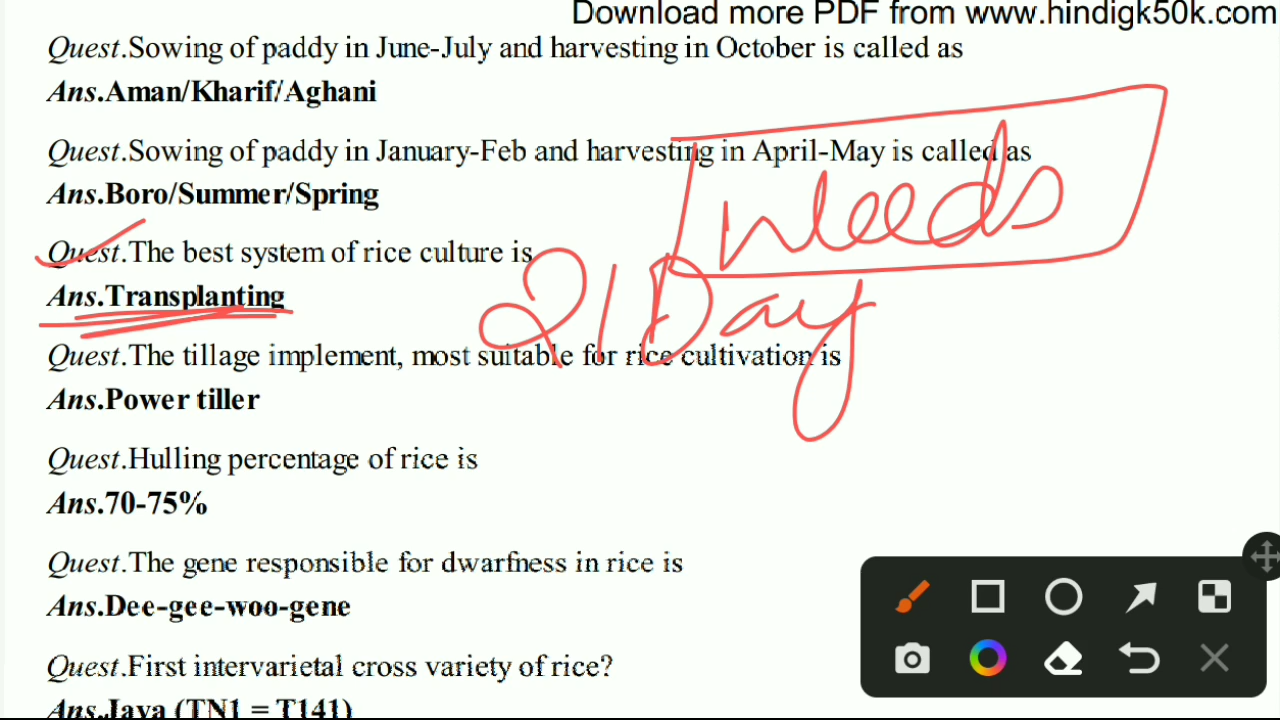 Download more PDF from www.hindigk50k.com
Quest.Sowing of paddy in June-July and harvesting in October is called as
Ans.Aman/Kharif/Aghani
Quest.Sowing of paddy in January-Feb and harvesting in April-May is called as
Ans.Boro/Summer/Spring
weeds
Quest.The best system of rice culture is
Ans.Transplanting
21 Day
Quest.The tillage implement, most suitable for rice cultivation is
Ans.Power tiller
Quest.Hulling percentage of rice is
Ans.70-75%
Quest.The gene responsible for dwarfness in rice is
Ans.Dee-gee-woo-gene
Quest.First intervarietal cross variety of rice?
Ans.Jaya (TN1 = T141)